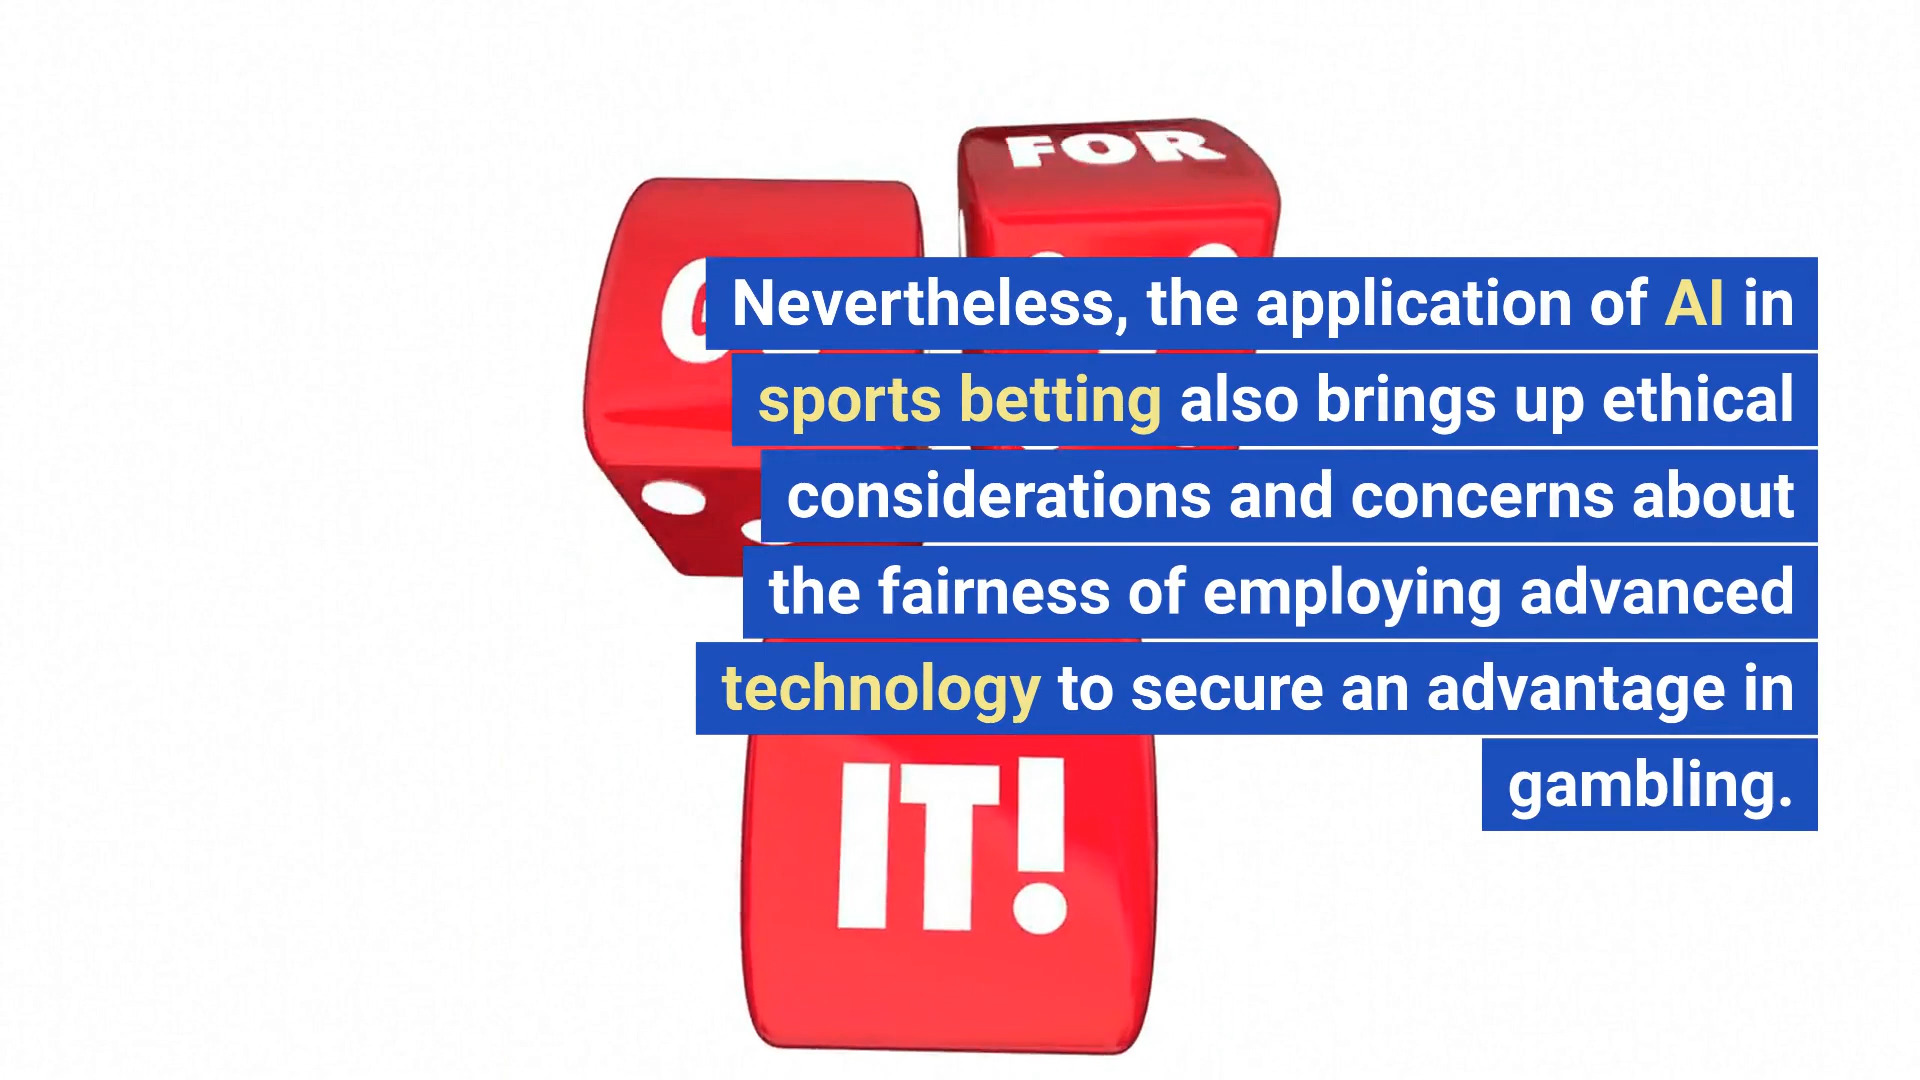 FOR
Nevertheless, the application of AI in
sports betting also brings up ethical
considerations and concerns about
the fairness of employing advanced
technology to secure an advantage in
gambling.
IT!